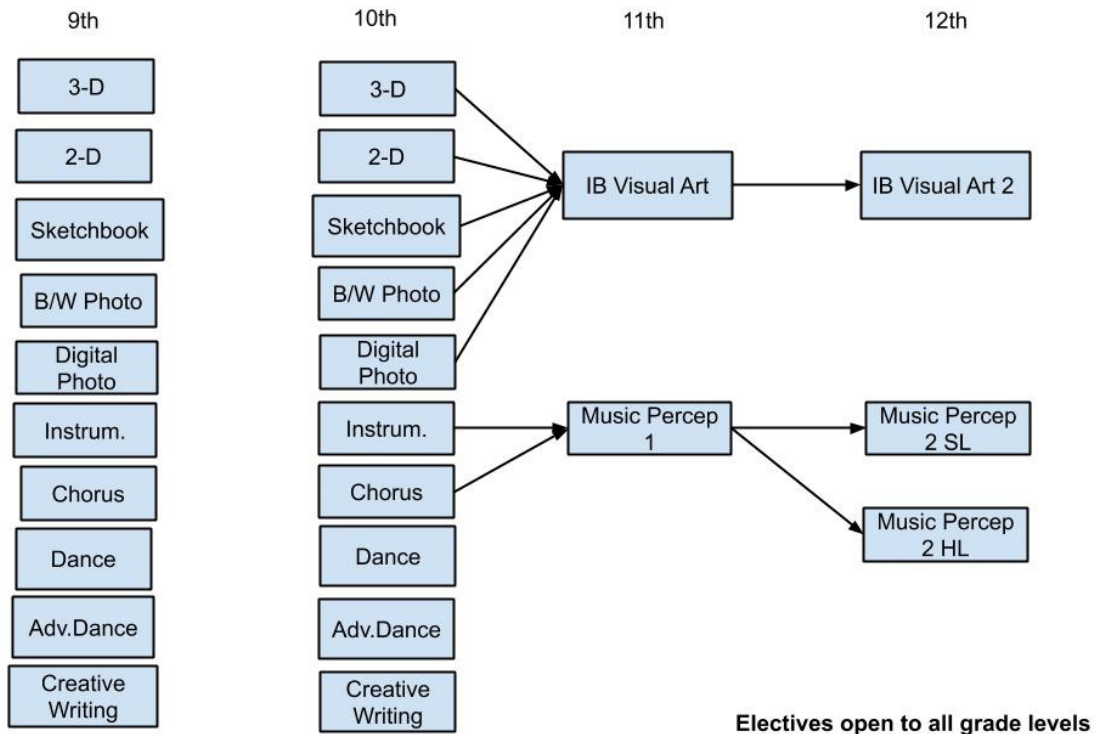 9th
10th
11th
12th
3-D
2-D
Sketchbook
B/W Photo
Digital
Photo
Instrum.
Chorus
Dance
Adv.Dance
Creative
Writing
3-D
2-D
Sketchbook
B/W Photo
Digital
Photo
Instrum.
Chorus
Dance
Adv.Dance
Creative
Writing
IB Visual Art
Music Percep
1
IB Visual Art 2
Music Percep
2 SL
Music Percep
2 HL
Electives open to all grade levels